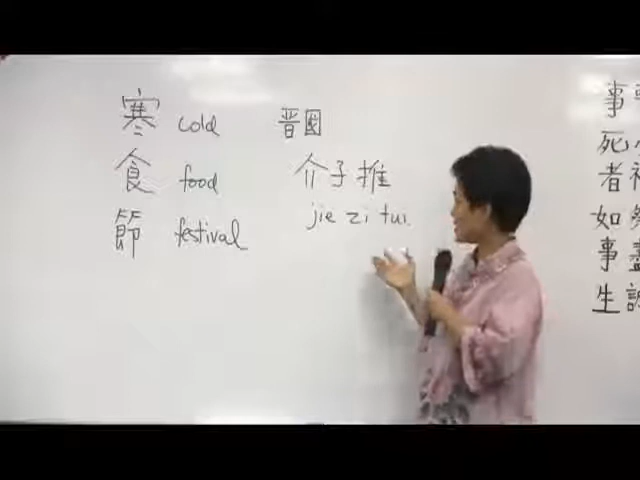 寒 cold 晋國
食 food 介子推
節 festival jie zi tui
事死者如事生